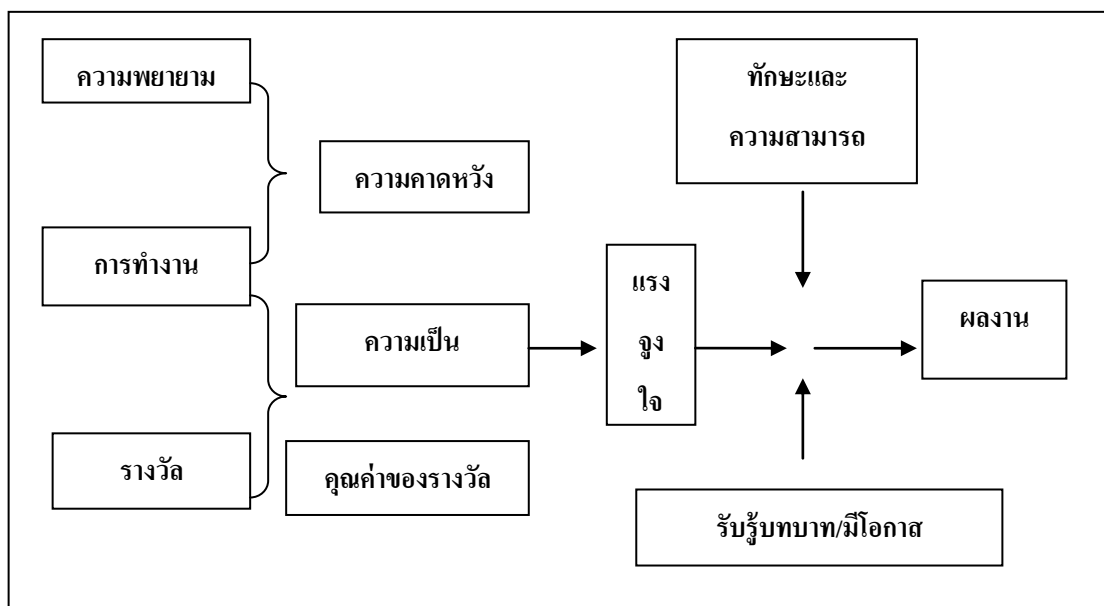 ความพยายาม
ทักษะและ
ความสามารถ
ความคาดหวัง
การทำงาน
แรง
จูง
ใจ
ความเป็น
ผลงาน
รางวัล
คุณค่าของรางวัล
รับรู้บทบาท/มีโอกาส